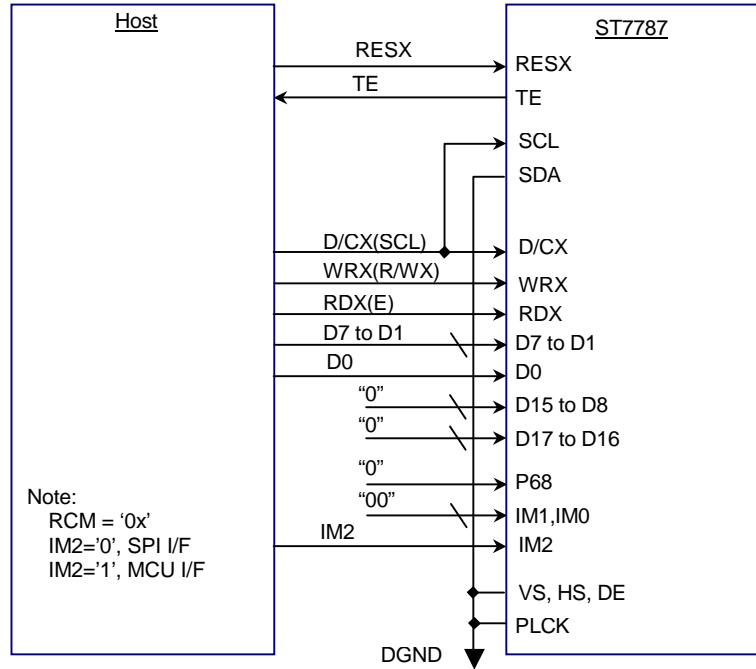 Host
ST7787
RESX
RESX
TE
TE
SCL
SDA
D/CX(SCL)
D/CX
WRX(R/WX)
WRX
RDX(E)
RDX
D7 to D1
D7 to D1
D0
D0
“0”
D15 to D8
“0”
D17 to D16
“0”
P68
“00”
IM1,IM0
IM2
IM2
Note:
RCM = ‘0x’
IM2='0', SPI I/F
IM2='1', MCU I/F
VS, HS, DE
PLCK
DGND